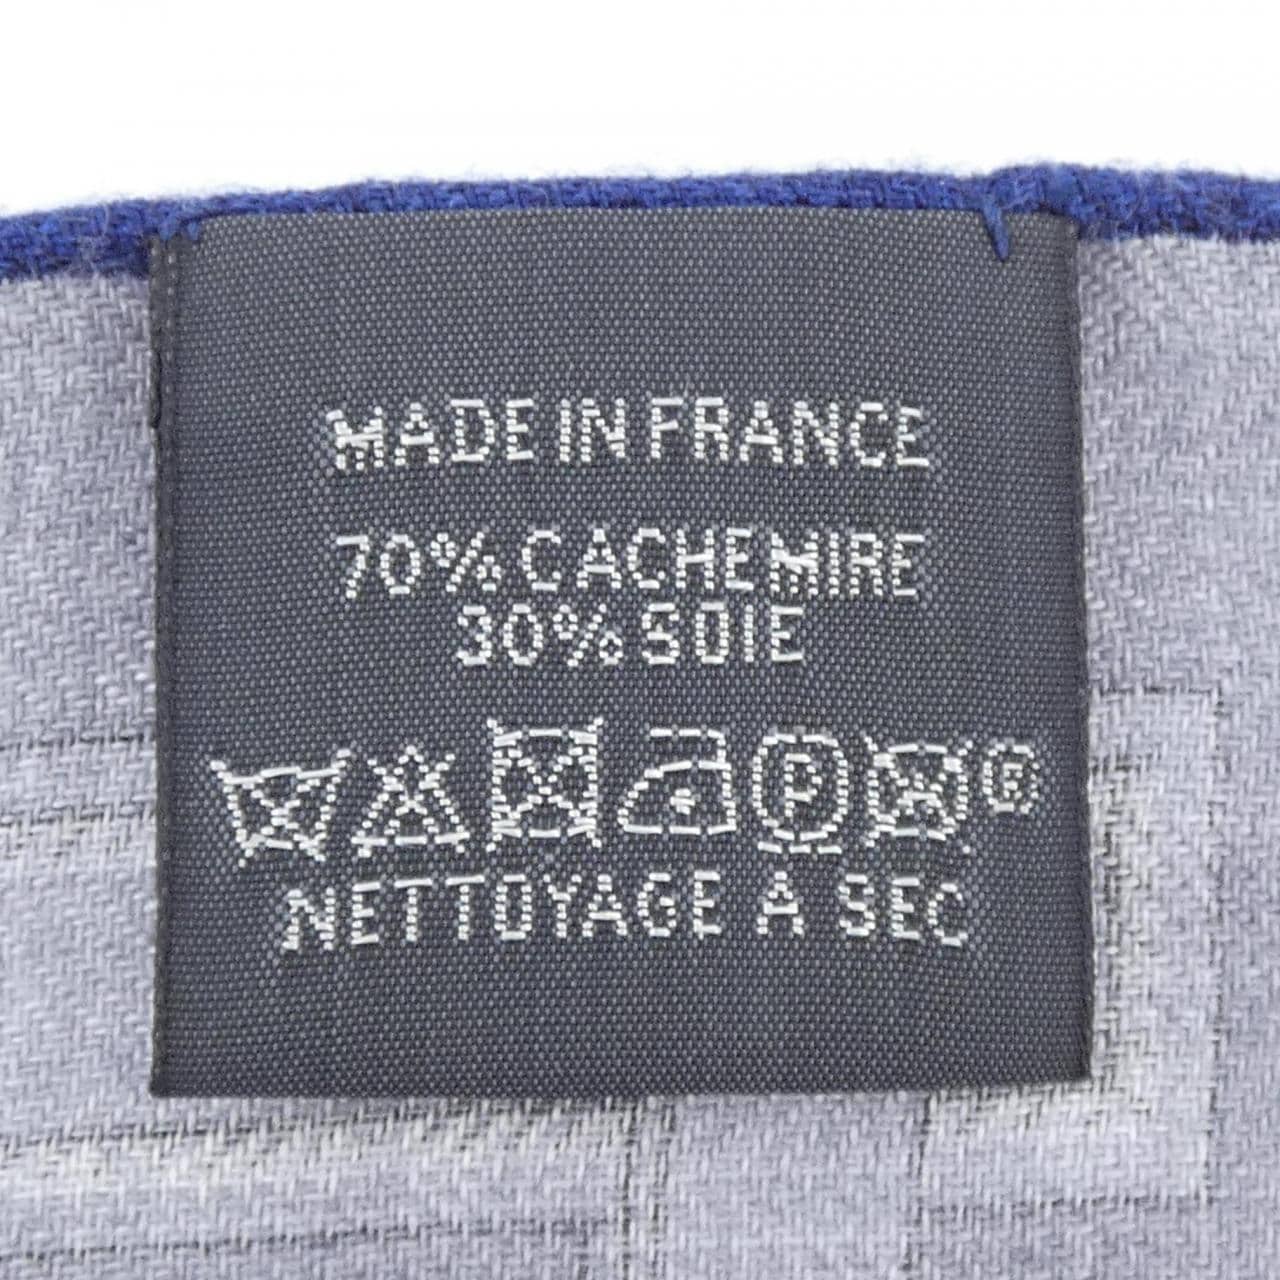 MADE IN FRANCE
70% CACHEMIRE
30% SOIE
P ®
NETTOYAGE A SEC